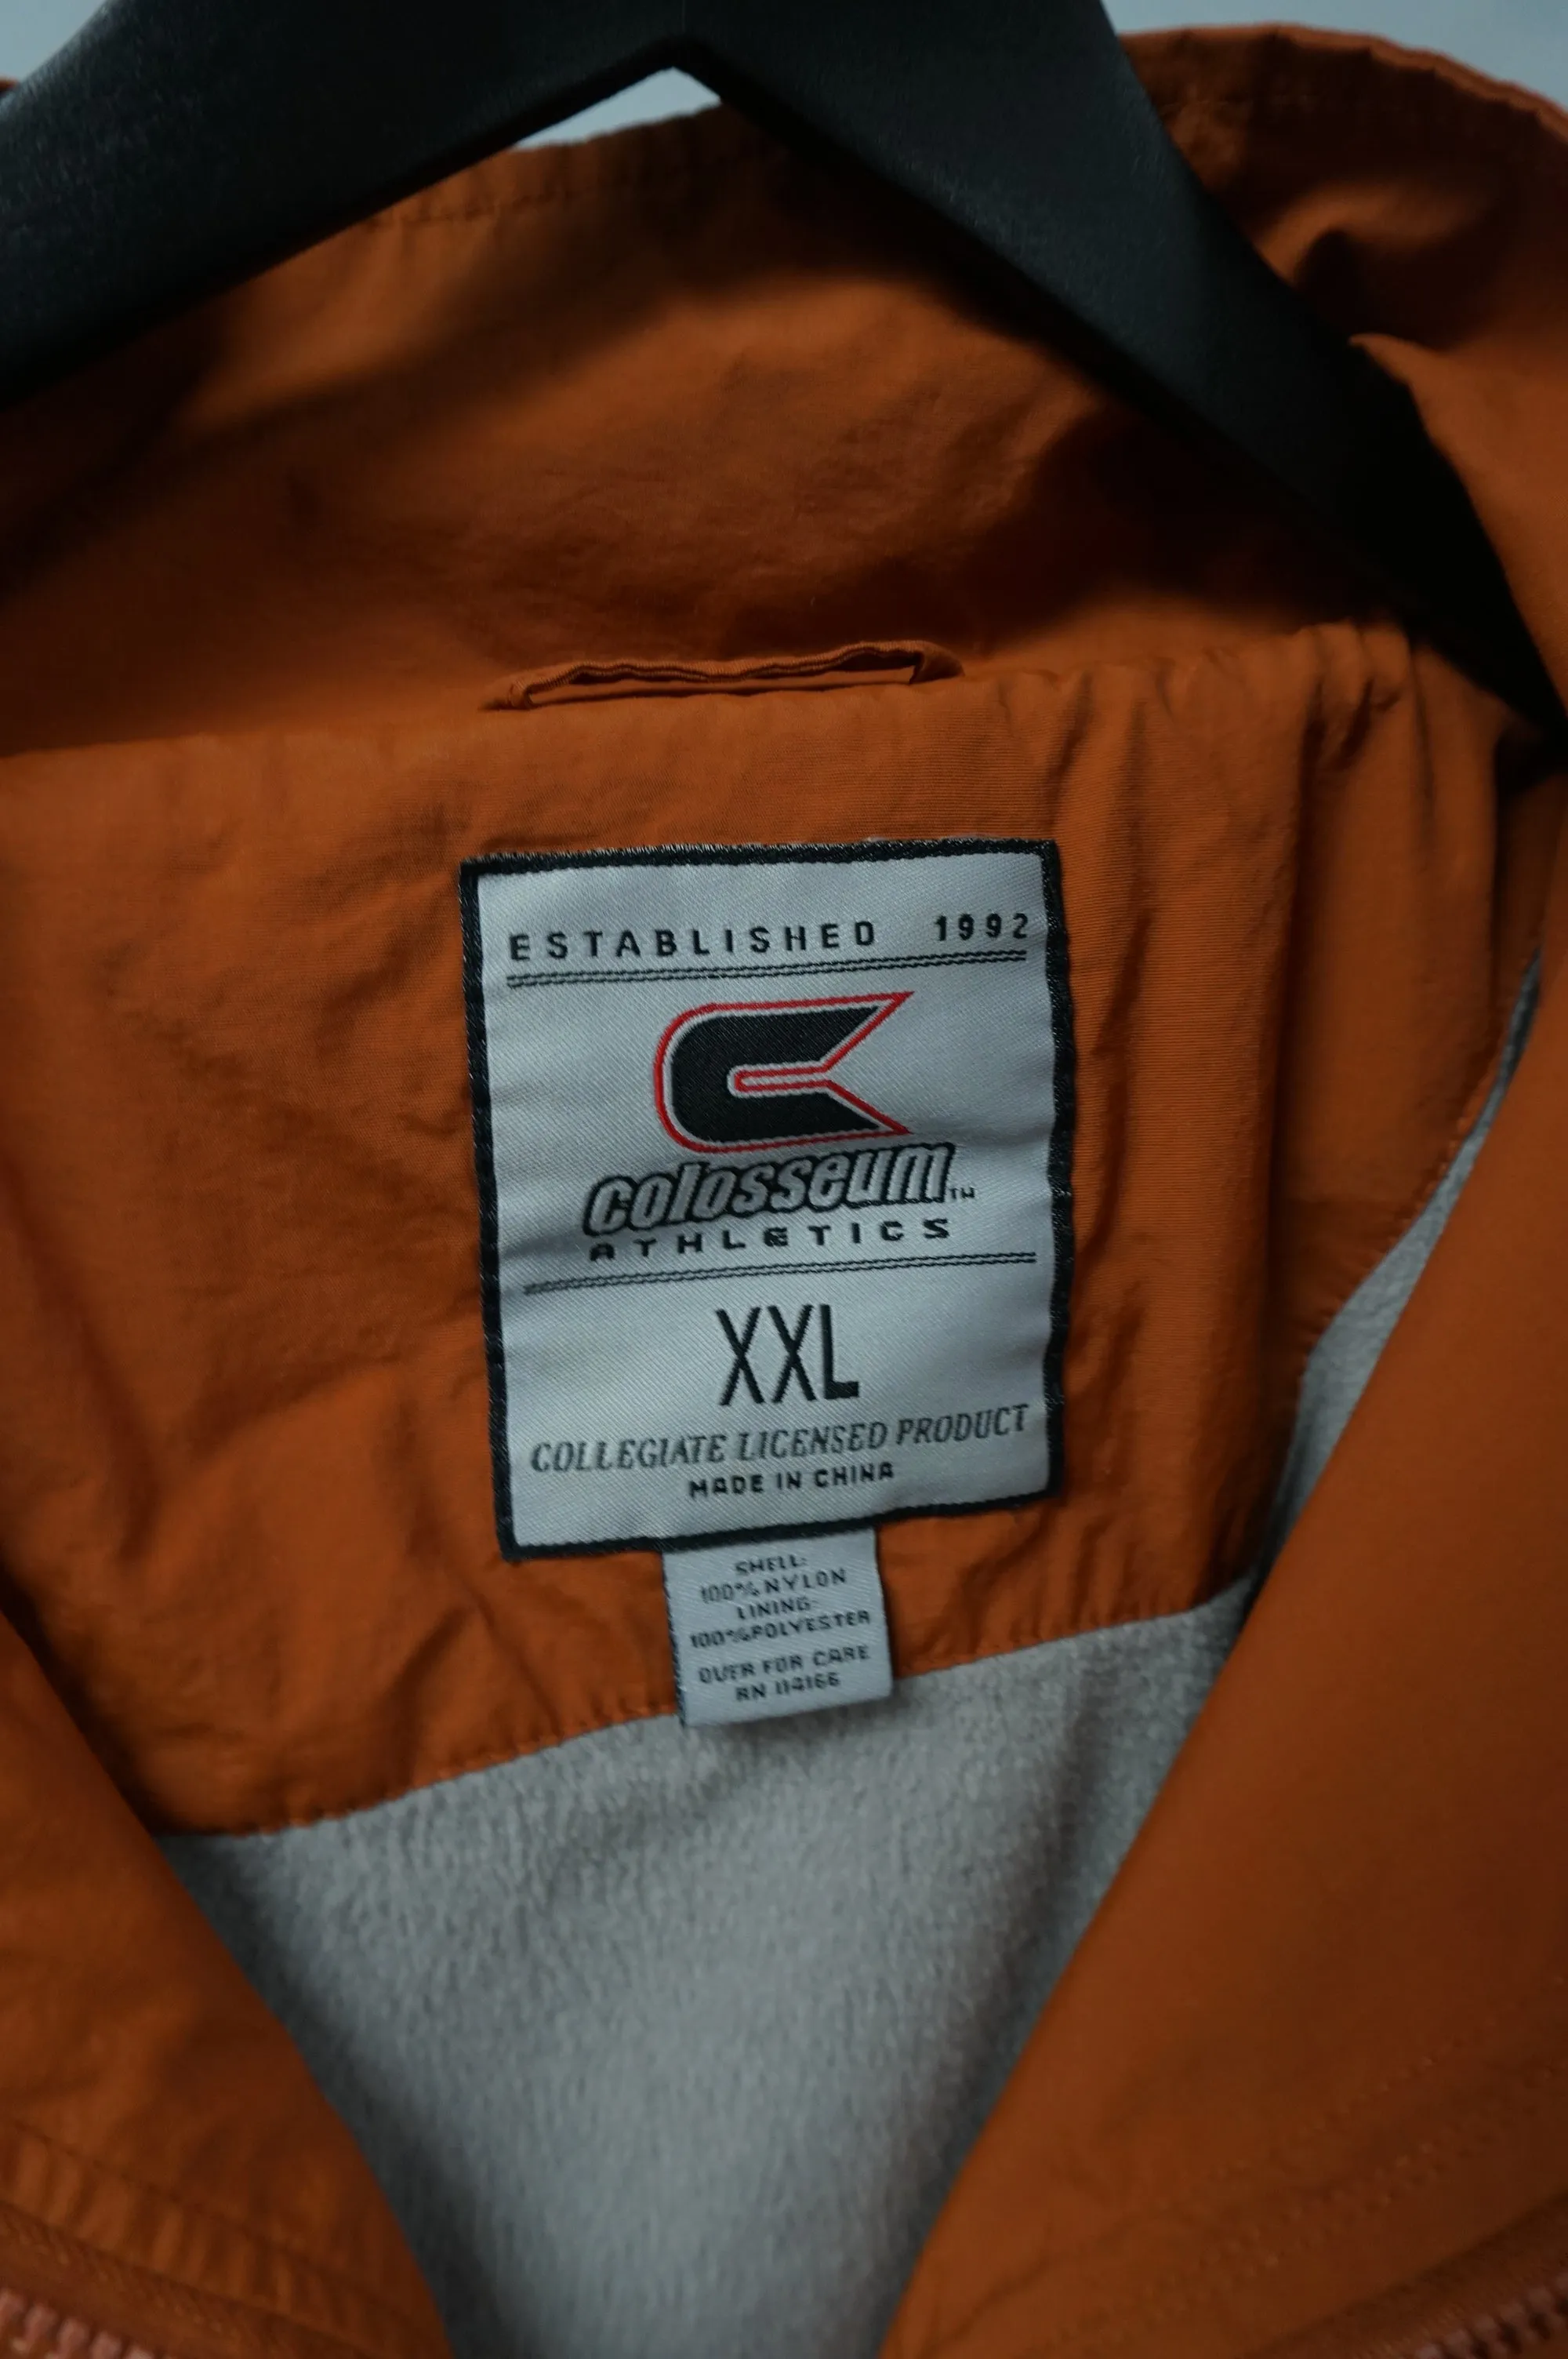 ESTABLISHED 1992
colosseum TM
ATHLETICS
XXL
COLLEGIATE LICENSED PRODUCT
MADE IN CHINA
SHELL:
100% NYLON
LINING:
100% POLYESTER
OVER FOR CARE
RN 114166